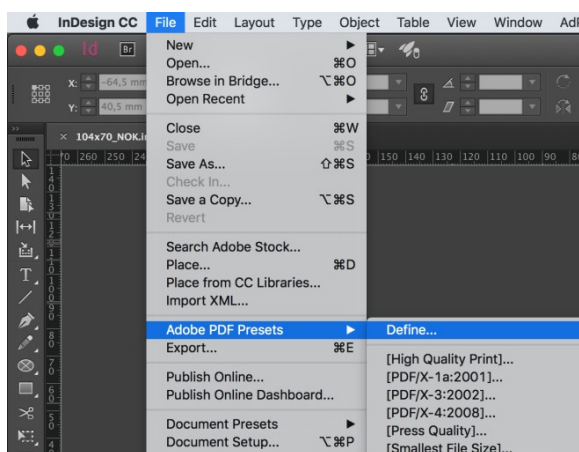 InDesign CC File Edit Layout Type Object Table View Window
Id Br
New
Open... ⌘O
Browse in Bridge... ⌥⌘O
Open Recent
X: -64,5 mm
Y: 40,5 mm
Close ⌘W
Save ⌘S
Save As... ⇧⌘S
Check In...
Save a Copy... ⌥⌘S
Revert
× 104x70_NOK.in
260 250 24
150 140 130 120 110 100 90
Search Adobe Stock...
Place... ⌘D
Place from CC Libraries...
Import XML...
Adobe PDF Presets
Export... ⌘E
Define...
[High Quality Print]...
[PDF/X-1a:2001]...
[PDF/X-3:2002]...
[PDF/X-4:2008]...
[Press Quality]...
[Smallest File Size]...
Publish Online...
Publish Online Dashboard...
Document Presets
Document Setup... ⌥⌘P